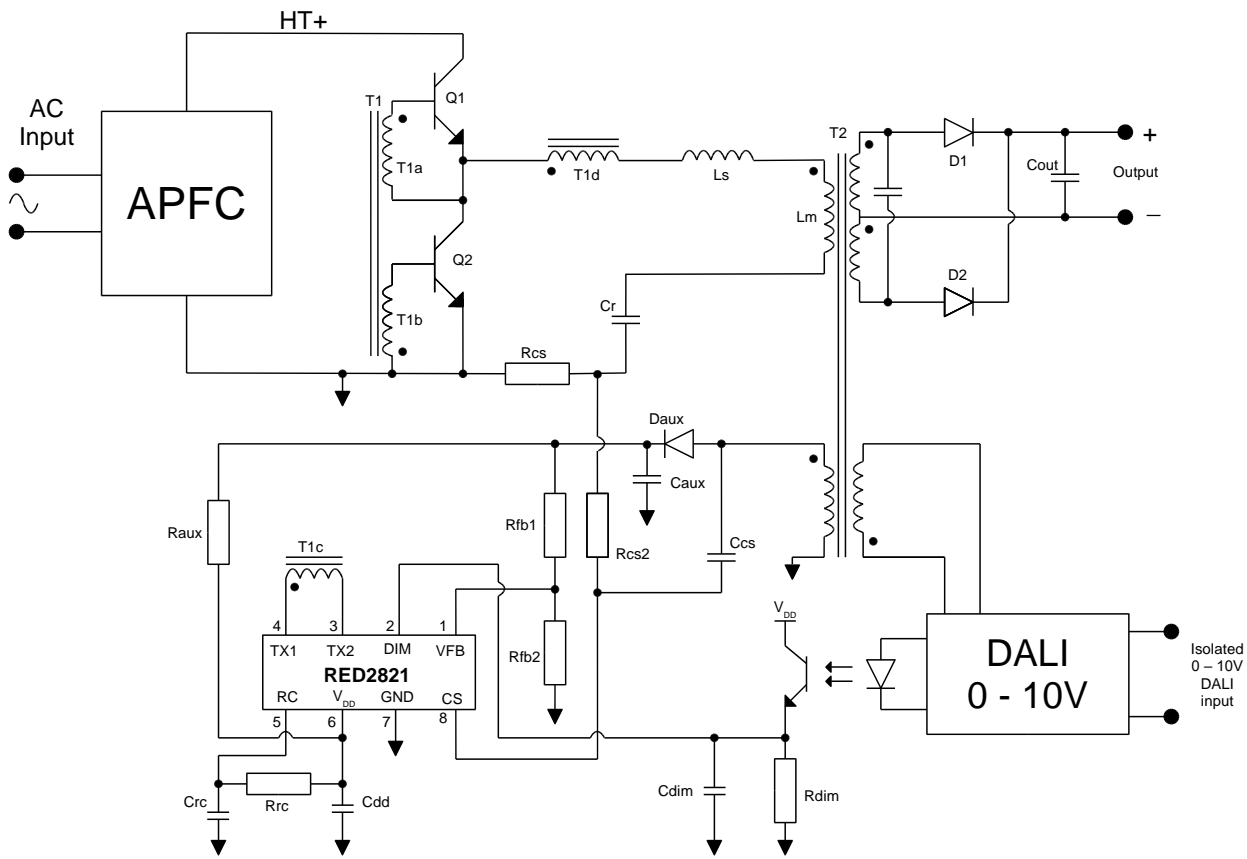 HT+
AC
Input
APFC
T1
Q1
T1a
Q2
T1b
T1d
Ls
T2
Lm
D1
Cout
+
Output
–
D2
Cr
Rcs
Daux
Caux
Raux
Rfb1
Rcs2
Ccs
T1c
4 3 2 1
TX1 TX2 DIM VFB
RED2821
RC VDD GND CS
5 6 7 8
Rfb2
VDD
DALI
0 - 10V
Isolated
0 – 10V
DALI
input
Crc
Rrc
Cdd
Cdim
Rdim